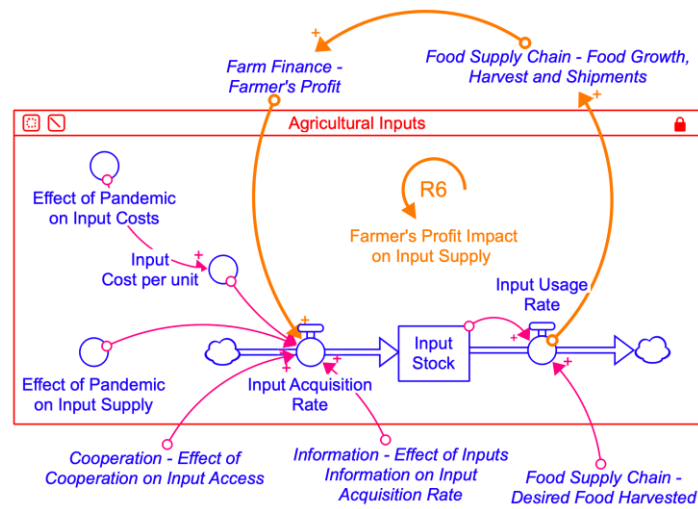 Food Supply Chain - Food Growth,
Harvest and Shipments
Farm Finance -
Farmer's Profit
Agricultural Inputs
Effect of Pandemic
on Input Costs
R6
Farmer's Profit Impact
on Input Supply
Input
Cost per unit
Input Usage
Rate
Input
Stock
Effect of Pandemic
on Input Supply
Input Acquisition
Rate
Cooperation - Effect of
Cooperation on Input Access
Information - Effect of Inputs
Information on Input
Acquisition Rate
Food Supply Chain -
Desired Food Harvested